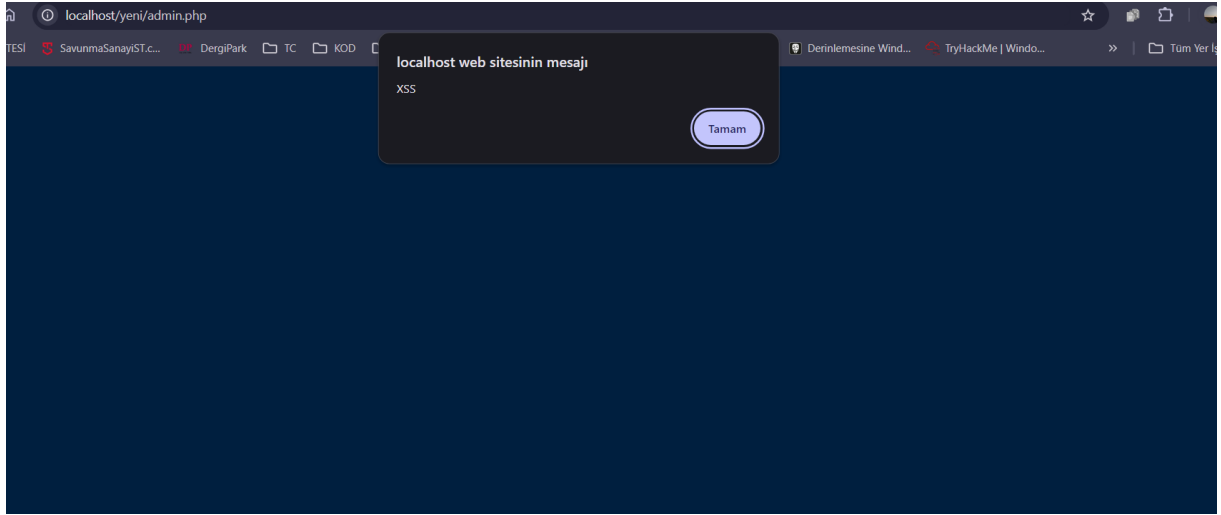 localhost/yeni/admin.php
TESİ SavunmaSanayiST.c... DergiPark TC KOD Derinlemesine Wind... TryHackMe | Windo... » Tüm Yer İş
localhost web sitesinin mesajı
XSS
Tamam